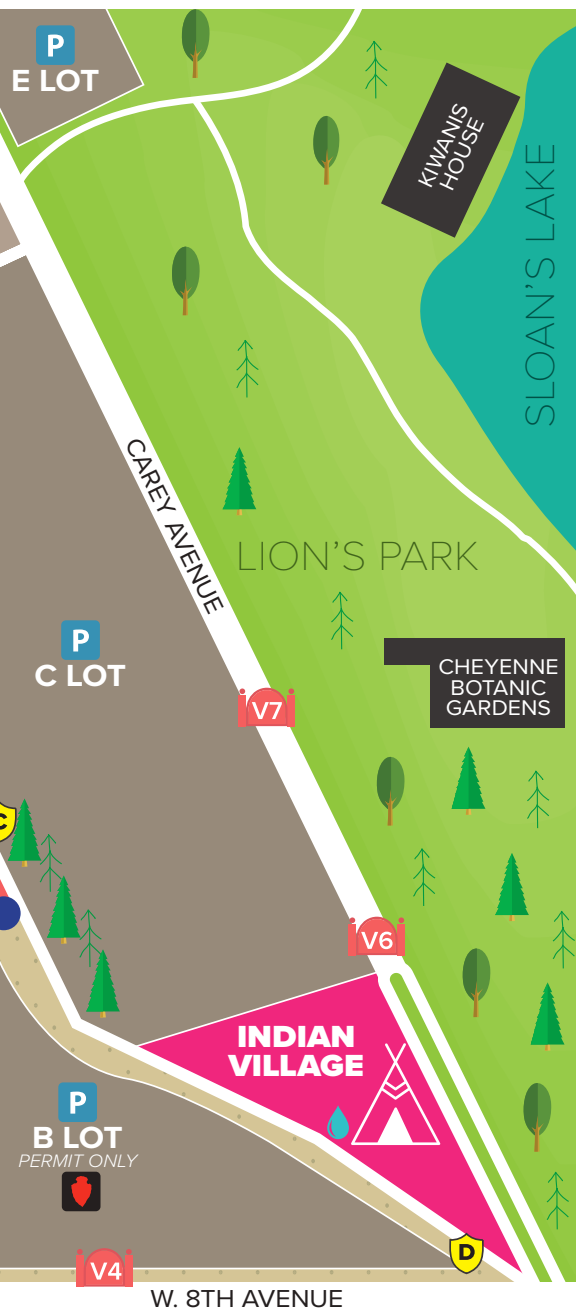 P
E LOT
KIWANIS
HOUSE
SLOAN'S LAKE
CAREY AVENUE
LION'S PARK
P
C LOT
CHEYENNE
BOTANIC
GARDENS
V7
C
V6
INDIAN
VILLAGE
P
B LOT
PERMIT ONLY
D
V4
W. 8TH AVENUE